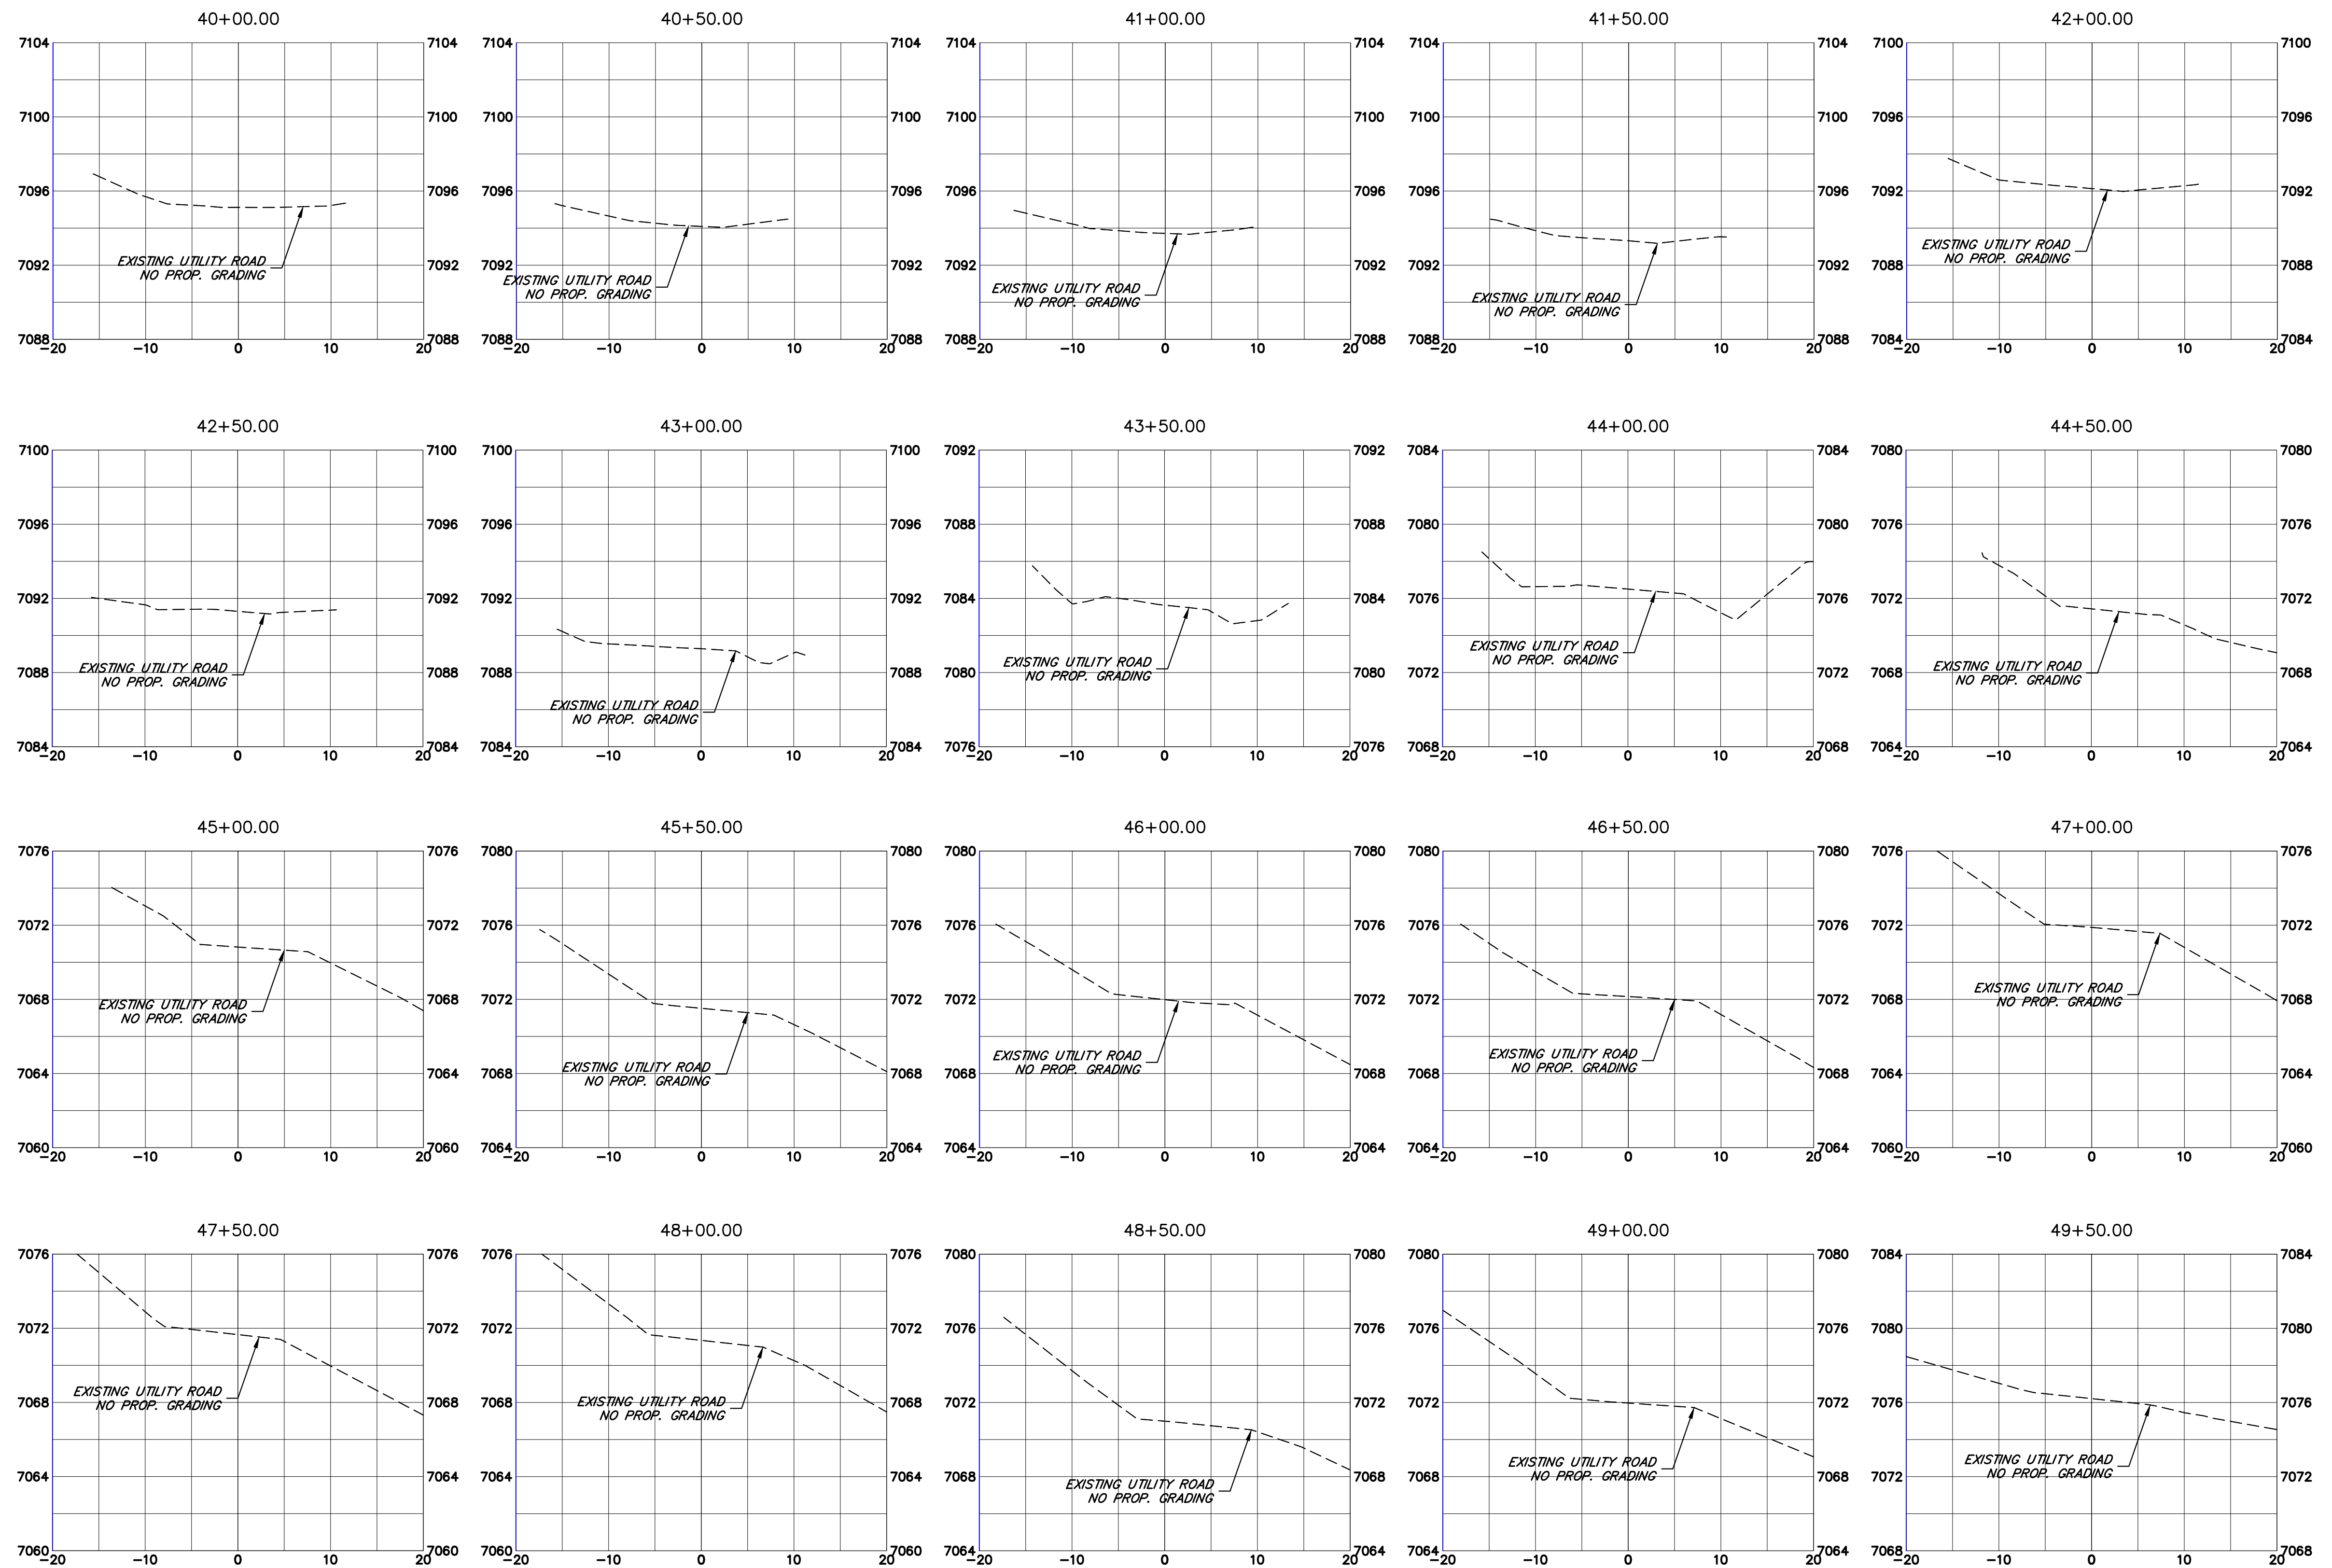 40+00.00
7104 7104
7100 7100
7096 7096
7092 7092
EXISTING UTILITY ROAD
NO PROP. GRADING
7088 7088
-20 -10 0 10 20
40+50.00
7104 7104
7100 7100
7096 7096
7092 7092
EXISTING UTILITY ROAD
NO PROP. GRADING
7088 7088
-20 -10 0 10 20
41+00.00
7104 7104
7100 7100
7096 7096
7092 7092
EXISTING UTILITY ROAD
NO PROP. GRADING
7088 7088
-20 -10 0 10 20
41+50.00
7104 7104
7100 7100
7096 7096
7092 7092
EXISTING UTILITY ROAD
NO PROP. GRADING
7088 7088
-20 -10 0 10 20
42+00.00
7100 7100
7096 7096
7092 7092
EXISTING UTILITY ROAD
NO PROP. GRADING
7088 7088
7084 7084
-20 -10 0 10 20
42+50.00
7100 7100
7096 7096
7092 7092
EXISTING UTILITY ROAD
7088 7088
NO PROP. GRADING
7084 7084
-20 -10 0 10 20
43+00.00
7100 7100
7096 7096
7092 7092
7088 7088
EXISTING UTILITY ROAD
NO PROP. GRADING
7084 7084
-20 -10 0 10 20
43+50.00
7092 7092
7088 7088
7084 7084
EXISTING UTILITY ROAD
7080 7080
NO PROP. GRADING
7076 7076
-20 -10 0 10 20
44+00.00
7084 7084
7080 7080
7076 7076
EXISTING UTILITY ROAD
NO PROP. GRADING
7072 7072
7068 7068
-20 -10 0 10 20
44+50.00
7080 7080
7076 7076
7072 7072
EXISTING UTILITY ROAD
7068 7068
NO PROP. GRADING
7064 7064
-20 -10 0 10 20
45+00.00
7076 7076
7072 7072
7068 7068
EXISTING UTILITY ROAD
NO PROP. GRADING
7064 7064
7060 7060
-20 -10 0 10 20
45+50.00
7080 7080
7076 7076
7072 7072
EXISTING UTILITY ROAD
7068 7068
NO PROP. GRADING
7064 7064
-20 -10 0 10 20
46+00.00
7080 7080
7076 7076
7072 7072
EXISTING UTILITY ROAD
NO PROP. GRADING
7068 7068
7064 7064
-20 -10 0 10 20
46+50.00
7080 7080
7076 7076
7072 7072
EXISTING UTILITY ROAD
NO PROP. GRADING
7068 7068
7064 7064
-20 -10 0 10 20
47+00.00
7076 7076
7072 7072
EXISTING UTILITY ROAD
NO PROP. GRADING
7068 7068
7064 7064
7060 7060
-20 -10 0 10 20
47+50.00
7076 7076
7072 7072
EXISTING UTILITY ROAD
7068 7068
NO PROP. GRADING
7064 7064
7060 7060
-20 -10 0 10 20
48+00.00
7076 7076
7072 7072
EXISTING UTILITY ROAD
7068 7068
NO PROP. GRADING
7064 7064
7060 7060
-20 -10 0 10 20
48+50.00
7080 7080
7076 7076
7072 7072
7068 7068
EXISTING UTILITY ROAD
NO PROP. GRADING
7064 7064
-20 -10 0 10 20
49+00.00
7080 7080
7076 7076
7072 7072
EXISTING UTILITY ROAD
NO PROP. GRADING
7068 7068
7064 7064
-20 -10 0 10 20
49+50.00
7084 7084
7080 7080
7076 7076
EXISTING UTILITY ROAD
NO PROP. GRADING
7072 7072
7068 7068
-20 -10 0 10 20